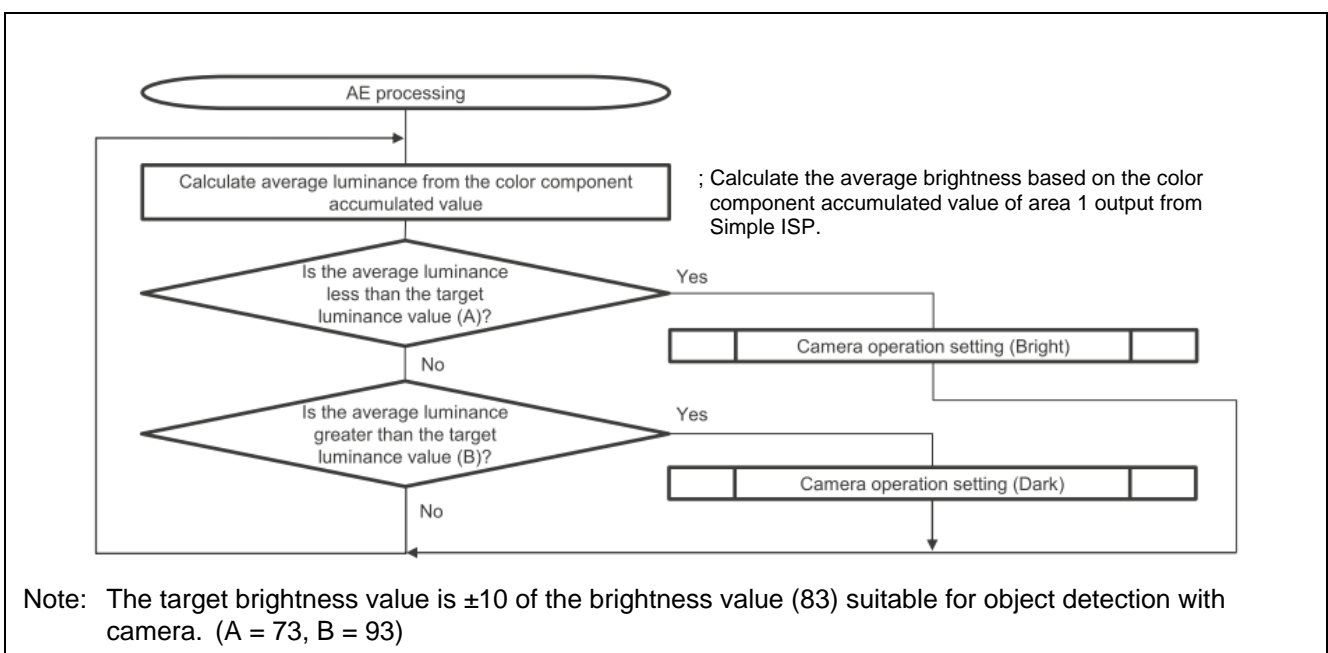 AE processing
Calculate average luminance from the color component
accumulated value
; Calculate the average brightness based on the color
component accumulated value of area 1 output from
Simple ISP.
Is the average luminance
less than the target
luminance value (A)?
Yes
Camera operation setting (Bright)
No
Is the average luminance
greater than the target
luminance value (B)?
Yes
Camera operation setting (Dark)
No
Note: The target brightness value is ±10 of the brightness value (83) suitable for object detection with
camera. (A = 73, B = 93)